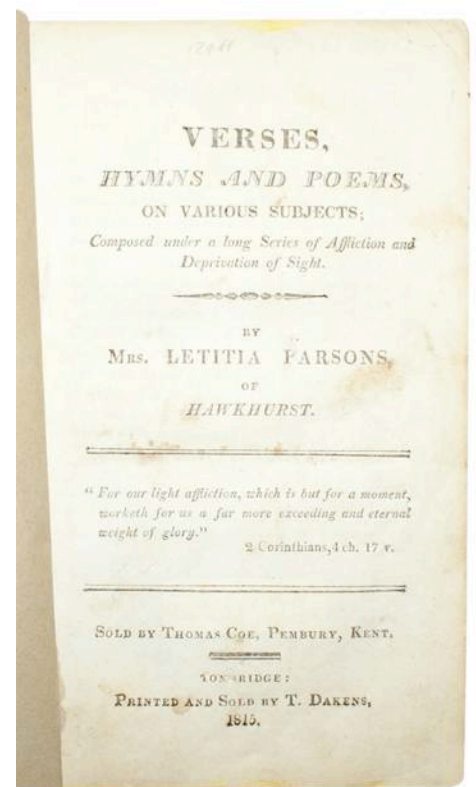 VERSES,
HYMNS AND POEMS,
ON VARIOUS SUBJECTS;
Composed under a long Series of Affliction and
Deprivation of Sight.
BY
MRS. LETITIA PARSONS,
OF
HAWKHURST.
“ For our light affliction, which is but for a moment,
worketh for us a far more exceeding and eternal
weight of glory.”
2 Corinthians, 4 ch. 17 v.
SOLD BY THOMAS COE, PEMBURY, KENT.
TONBRIDGE:
PRINTED AND SOLD BY T. DAKENS,
1815.